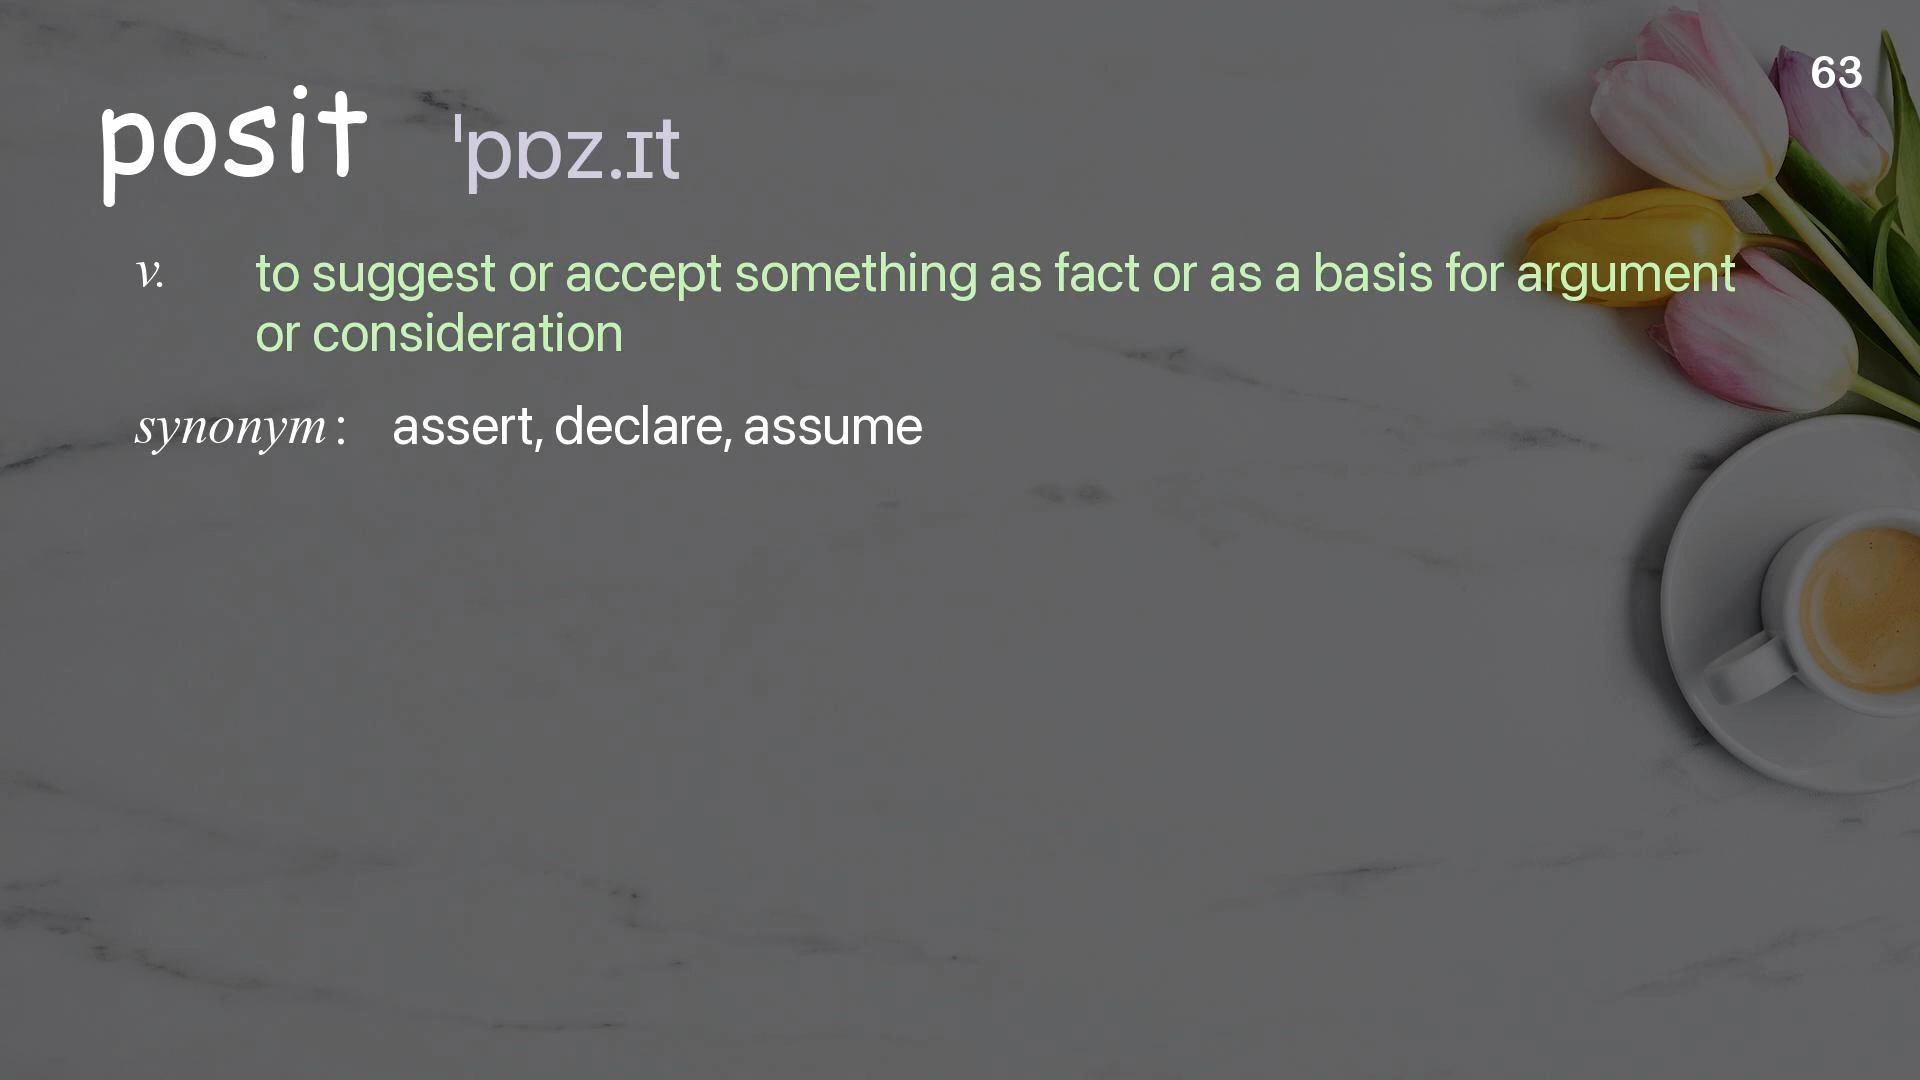 63
posit ˈpɒz.ɪt
v. to suggest or accept something as fact or as a basis for argument
or consideration
synonym : assert, declare, assume